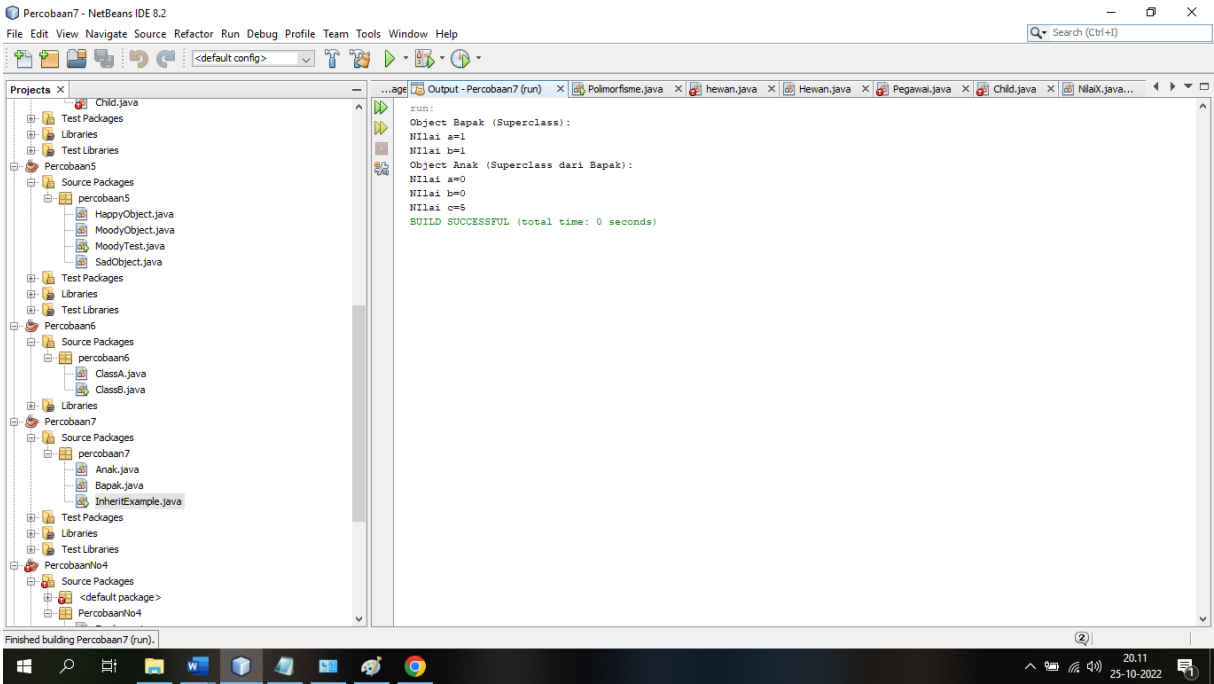 Percobaan7 - NetBeans IDE 8.2
File Edit View Navigate Source Refactor Run Debug Profile Team Tools Window Help
Search (Ctrl+I)
<default config>
Projects
Child.java
Test Packages
Libraries
Test Libraries
Percobaan5
Source Packages
percobaan5
HappyObject.java
MoodyObject.java
MoodyTest.java
SadObject.java
Test Packages
Libraries
Test Libraries
Percobaan6
Source Packages
percobaan6
ClassA.java
ClassB.java
Libraries
Percobaan7
Source Packages
percobaan7
Anak.java
Bapak.java
InheritExample.java
Test Packages
Libraries
Test Libraries
PercobaanNo4
Source Packages
<default package>
PercobaanNo4
...age Output - Percobaan7 (run) Polimorfisme.java hewan.java Hewan.java Pegawai.java Child.java NilaiX.java...
run:
Object Bapak (Superclass):
NIlai a=1
NIlai b=1
Object Anak (Superclass dari Bapak):
NIlai a=0
NIlai b=0
NIlai c=5
BUILD SUCCESSFUL (total time: 0 seconds)
Finished building Percobaan7 (run).
2
20.11
25-10-2022
1